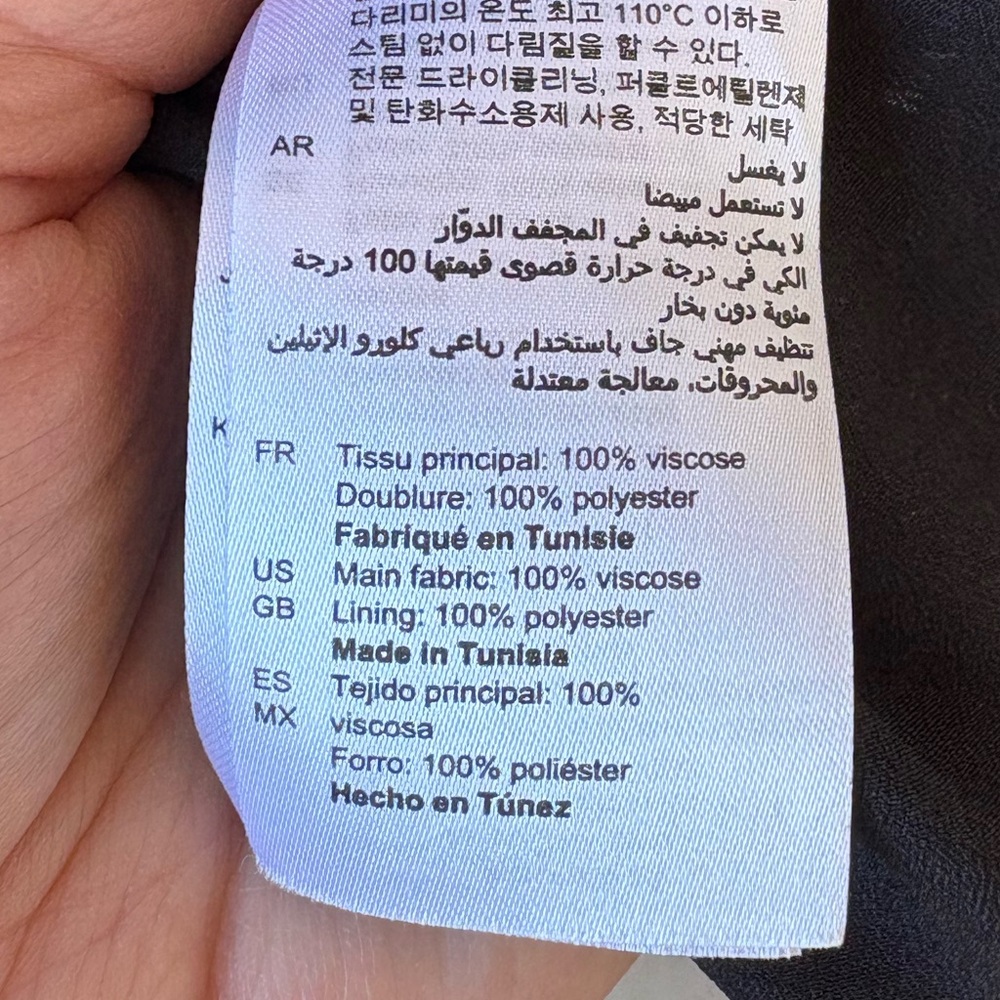 다리미의 온도 최고 110°C 이하로
스팀 없이 다림질을 할 수 있다.
전문 드라이클리닝, 퍼클로에틸렌제
및 탄화수소용제 사용, 적당한 세탁
AR
لا يغسل
لا تستعمل مبيضا
لا يمكن تجفيف في المجفف الدوّار
الكي في درجة حرارة قصوى قيمتها 100 درجة
مئوية دون بخار
تنظيف مهني جاف باستخدام رباعي كلورو الإثيلين
والمحروقات، معالجة معتدلة
K
FR Tissu principal: 100% viscose
Doublure: 100% polyester
Fabriqué en Tunisie
US Main fabric: 100% viscose
GB Lining: 100% polyester
Made in Tunisia
ES Tejido principal: 100%
MX viscosa
Forro: 100% poliéster
Hecho en Túnez